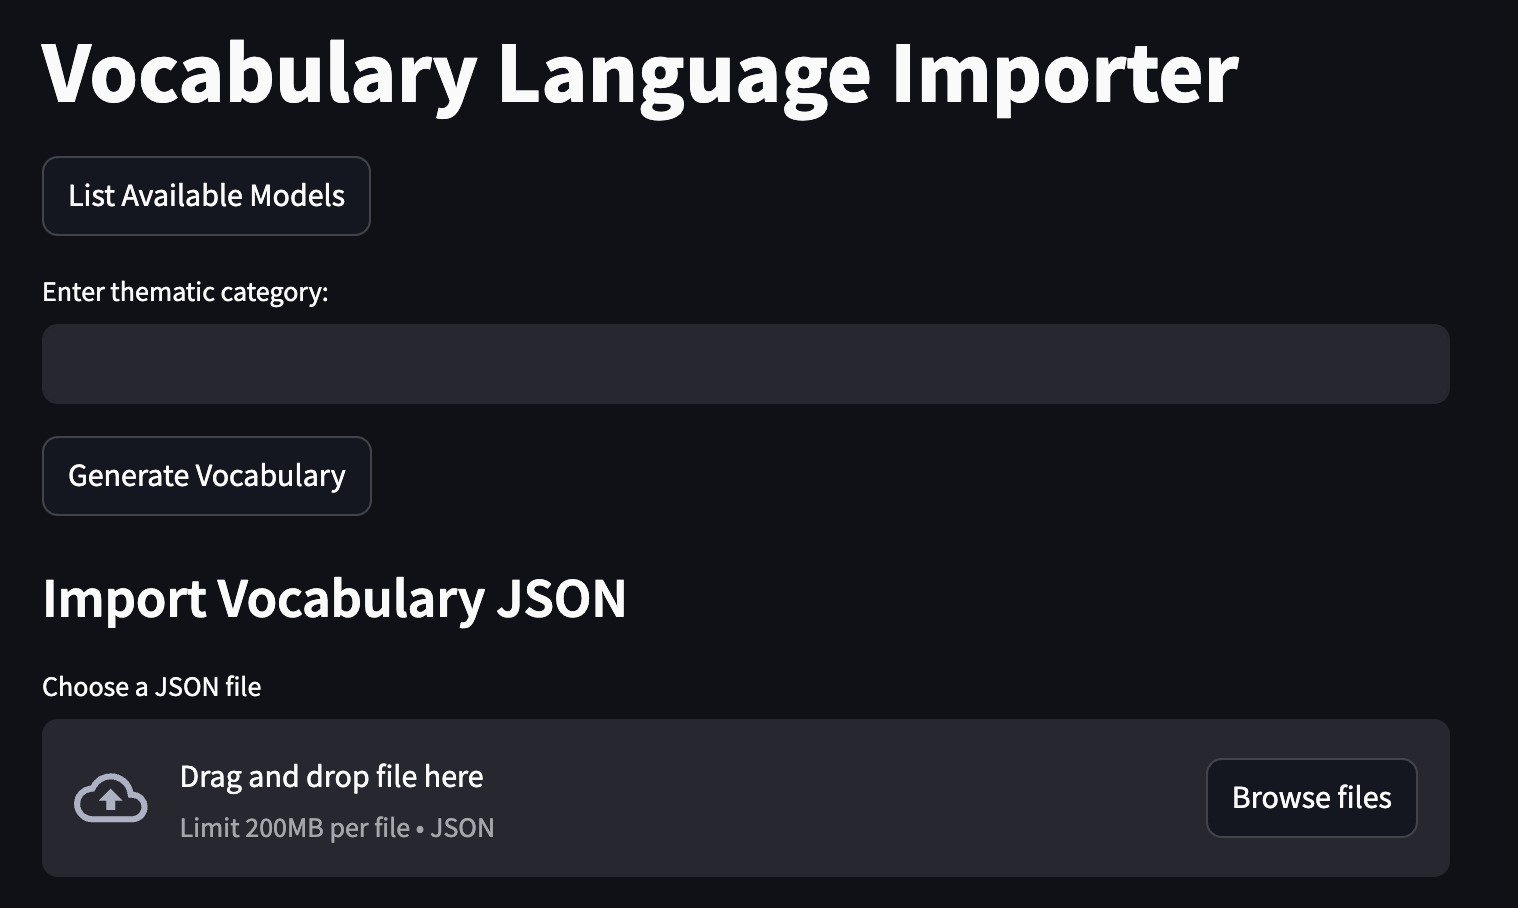 Vocabulary Language Importer
List Available Models
Enter thematic category:
Generate Vocabulary
Import Vocabulary JSON
Choose a JSON file
Drag and drop file here
Limit 200MB per file • JSON
Browse files